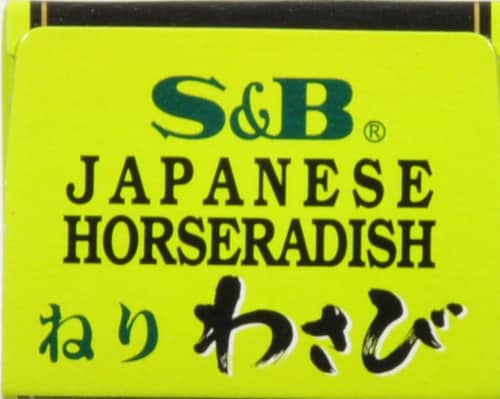 S&B®
JAPANESE
HORSERADISH
ねり わさび